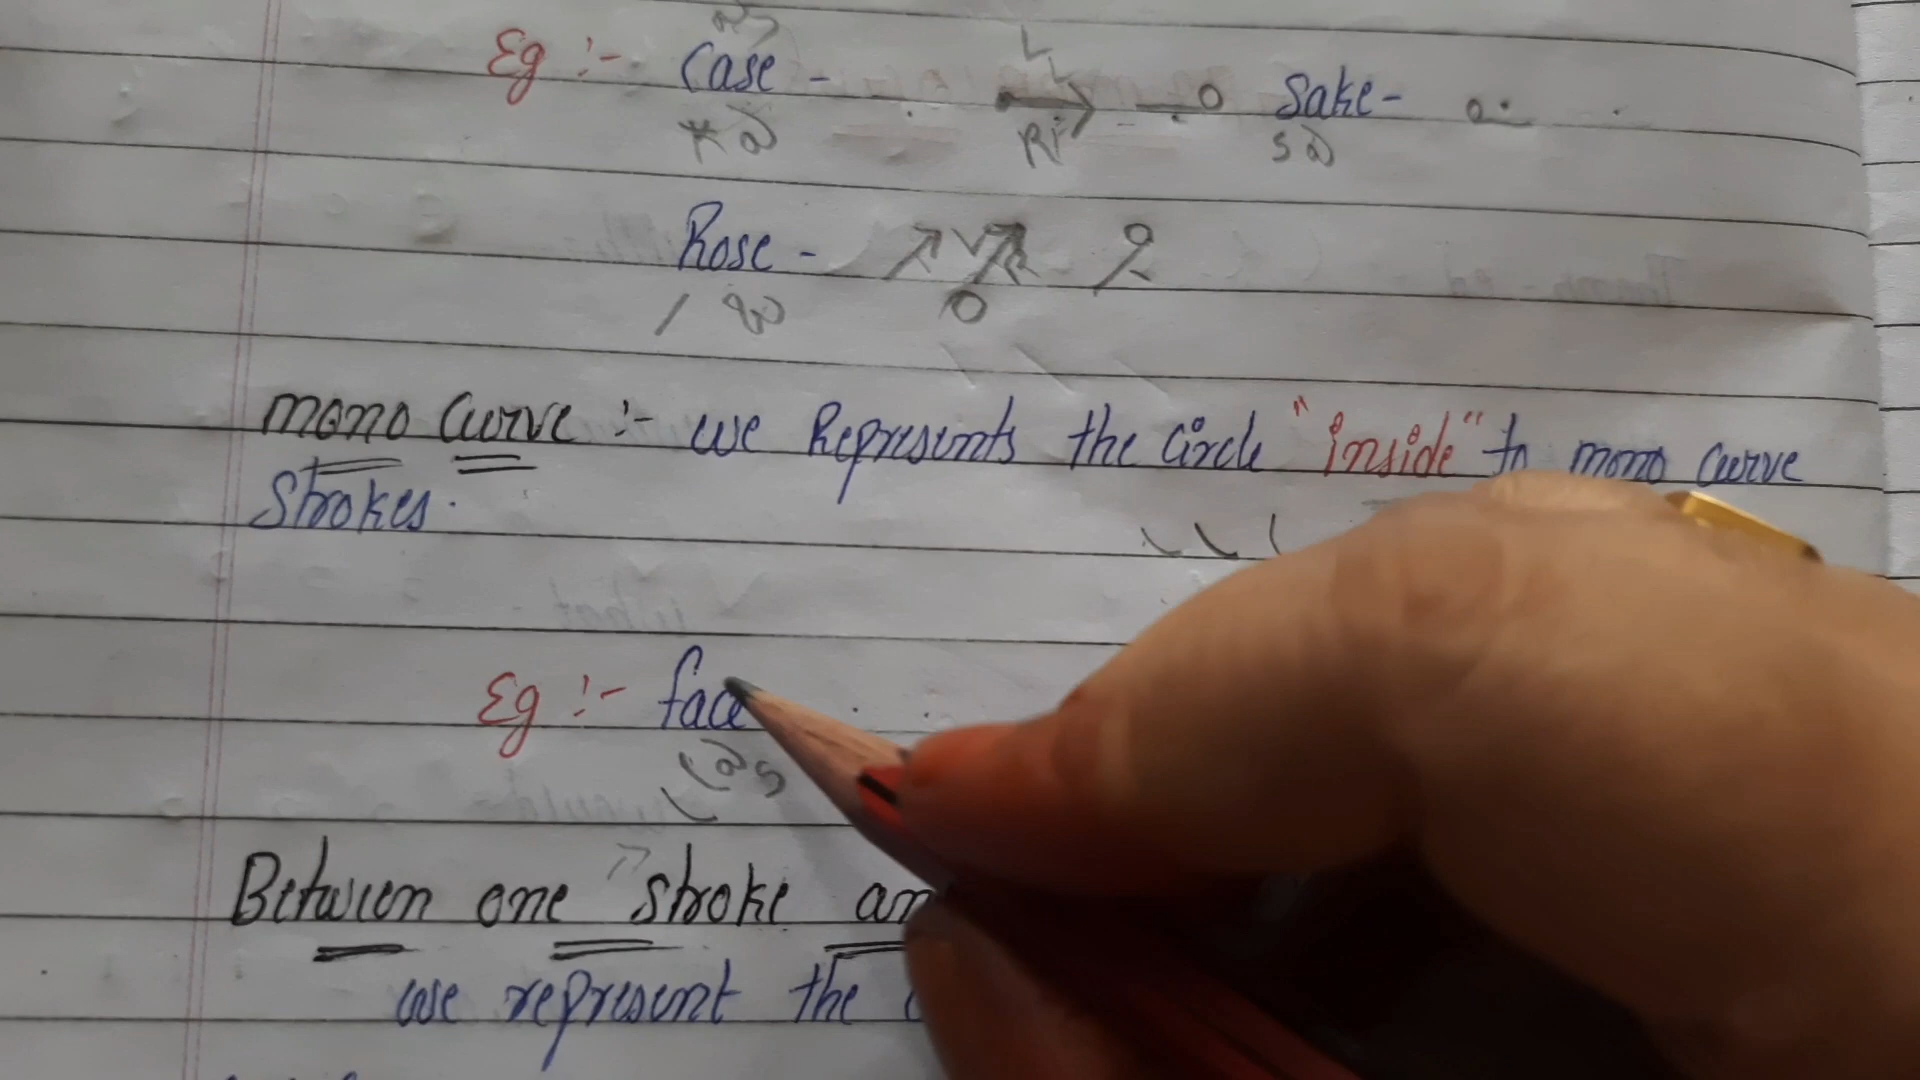 Eg :- Case - Sake -
Rose -
mono Curve :- we Represents the circle "inside" to mono curve
Strokes.
Eg :- face
Between one stroke an
we represent the